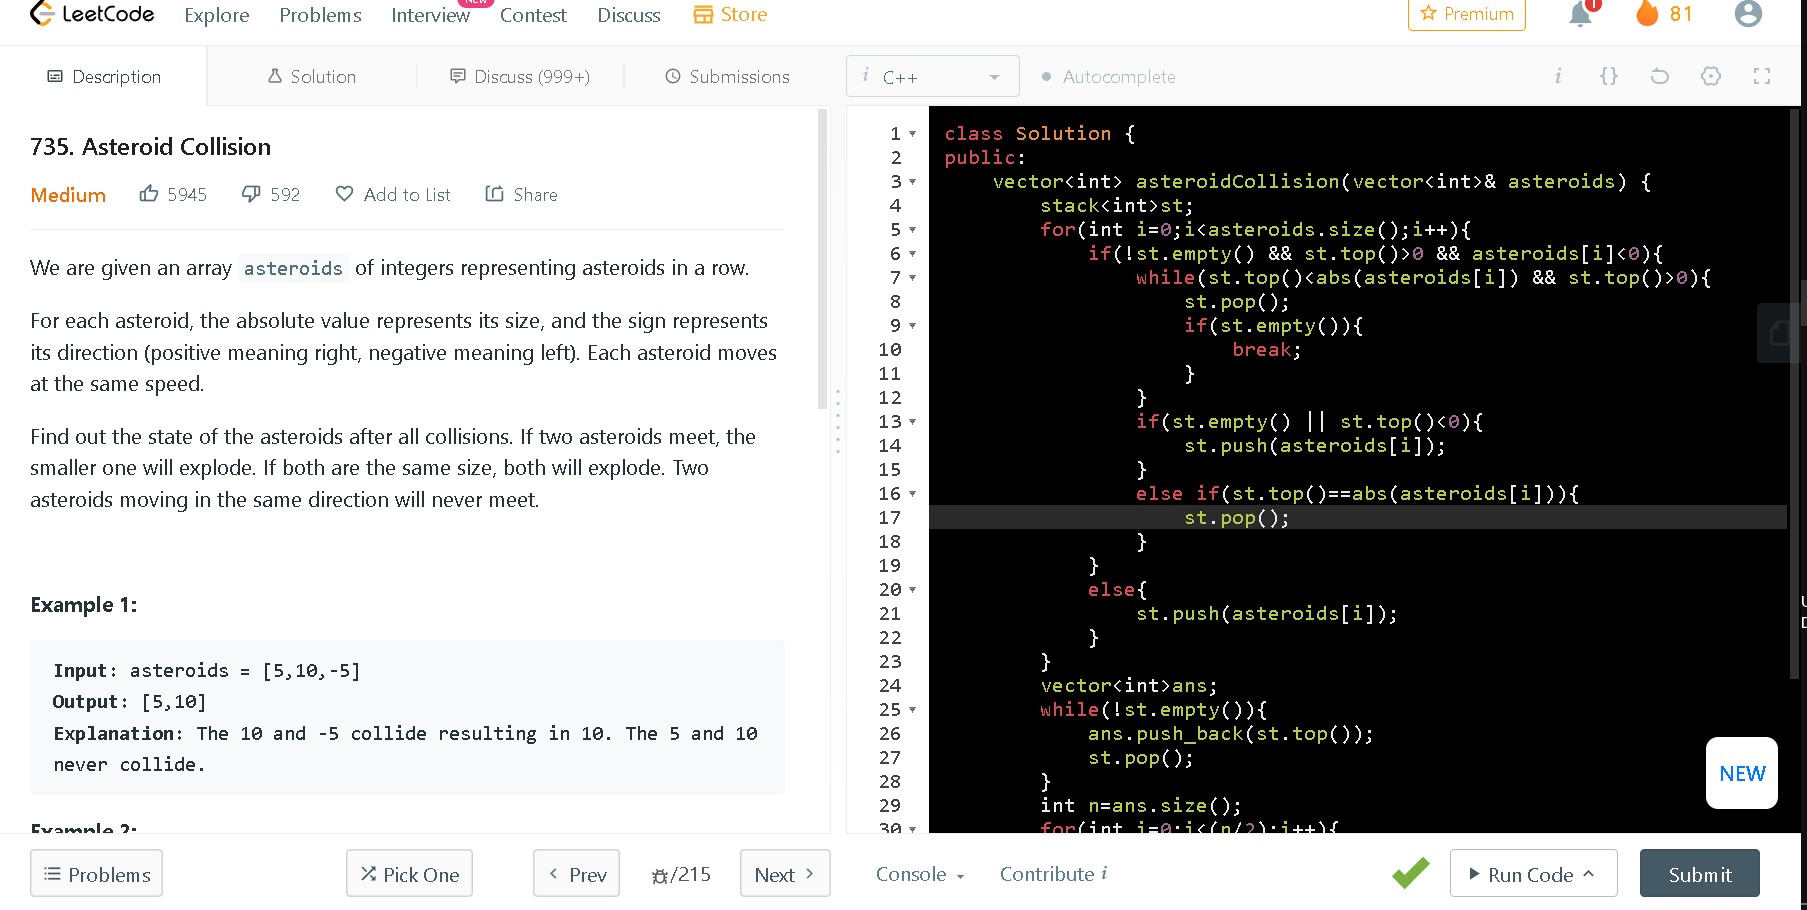 LeetCode Explore Problems Interview NEW Contest Discuss Store Premium 1 81
Description Solution Discuss (999+) Submissions
735. Asteroid Collision
Medium 5945 592 Add to List Share
We are given an array asteroids of integers representing asteroids in a row.
For each asteroid, the absolute value represents its size, and the sign represents
its direction (positive meaning right, negative meaning left). Each asteroid moves
at the same speed.
Find out the state of the asteroids after all collisions. If two asteroids meet, the
smaller one will explode. If both are the same size, both will explode. Two
asteroids moving in the same direction will never meet.
Example 1:
Input: asteroids = [5,10,-5]
Output: [5,10]
Explanation: The 10 and -5 collide resulting in 10. The 5 and 10
never collide.
Example 2:
Problems Pick One Prev /215 Next
i C++ Autocomplete i {}
1 class Solution {
2 public:
3 vector<int> asteroidCollision(vector<int>& asteroids) {
4 stack<int>st;
5 for(int i=0;i<asteroids.size();i++){
6 if(!st.empty() && st.top()>0 && asteroids[i]<0){
7 while(st.top()<abs(asteroids[i]) && st.top()>0){
8 st.pop();
9 if(st.empty()){
10 break;
11 }
12 }
13 if(st.empty() || st.top()<0){
14 st.push(asteroids[i]);
15 }
16 else if(st.top()==abs(asteroids[i])){
17 st.pop();
18 }
19 }
20 else{
21 st.push(asteroids[i]);
22 }
23 }
24 vector<int>ans;
25 while(!st.empty()){
26 ans.push_back(st.top());
27 st.pop();
28 }
29 int n=ans.size();
30 for(int i=0;i<(n/2);i++){
NEW
Console Contribute i Run Code Submit